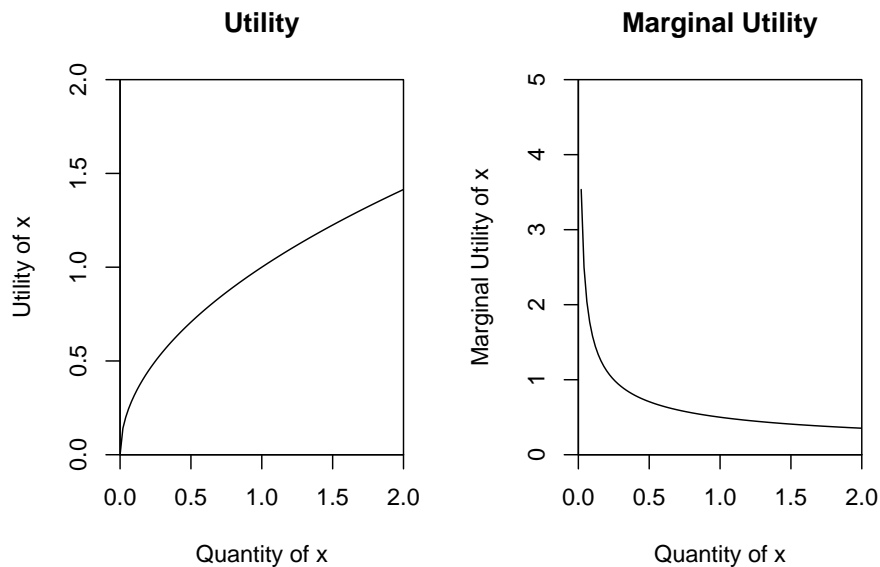 Utility
Utility of x
2.0
1.5
1.0
0.5
0.0
0.0 0.5 1.0 1.5 2.0
Quantity of x
Marginal Utility
Marginal Utility of x
5
4
3
2
1
0
0.0 0.5 1.0 1.5 2.0
Quantity of x